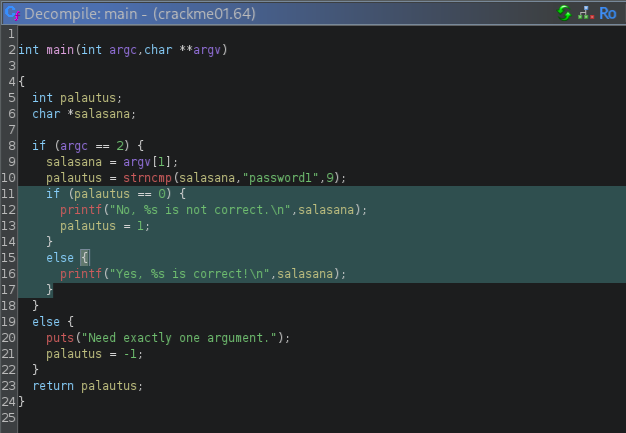 Decompile: main - (crackme01.64) Ro
1
2 int main(int argc,char **argv)
3
4 {
5 int palautus;
6 char *salasana;
7
8 if (argc == 2) {
9 salasana = argv[1];
10 palautus = strncmp(salasana,"password1",9);
11 if (palautus == 0) {
12 printf("No, %s is not correct.\n",salasana);
13 palautus = 1;
14 }
15 else {
16 printf("Yes, %s is correct!\n",salasana);
17 }
18 }
19 else {
20 puts("Need exactly one argument.");
21 palautus = -1;
22 }
23 return palautus;
24 }
25